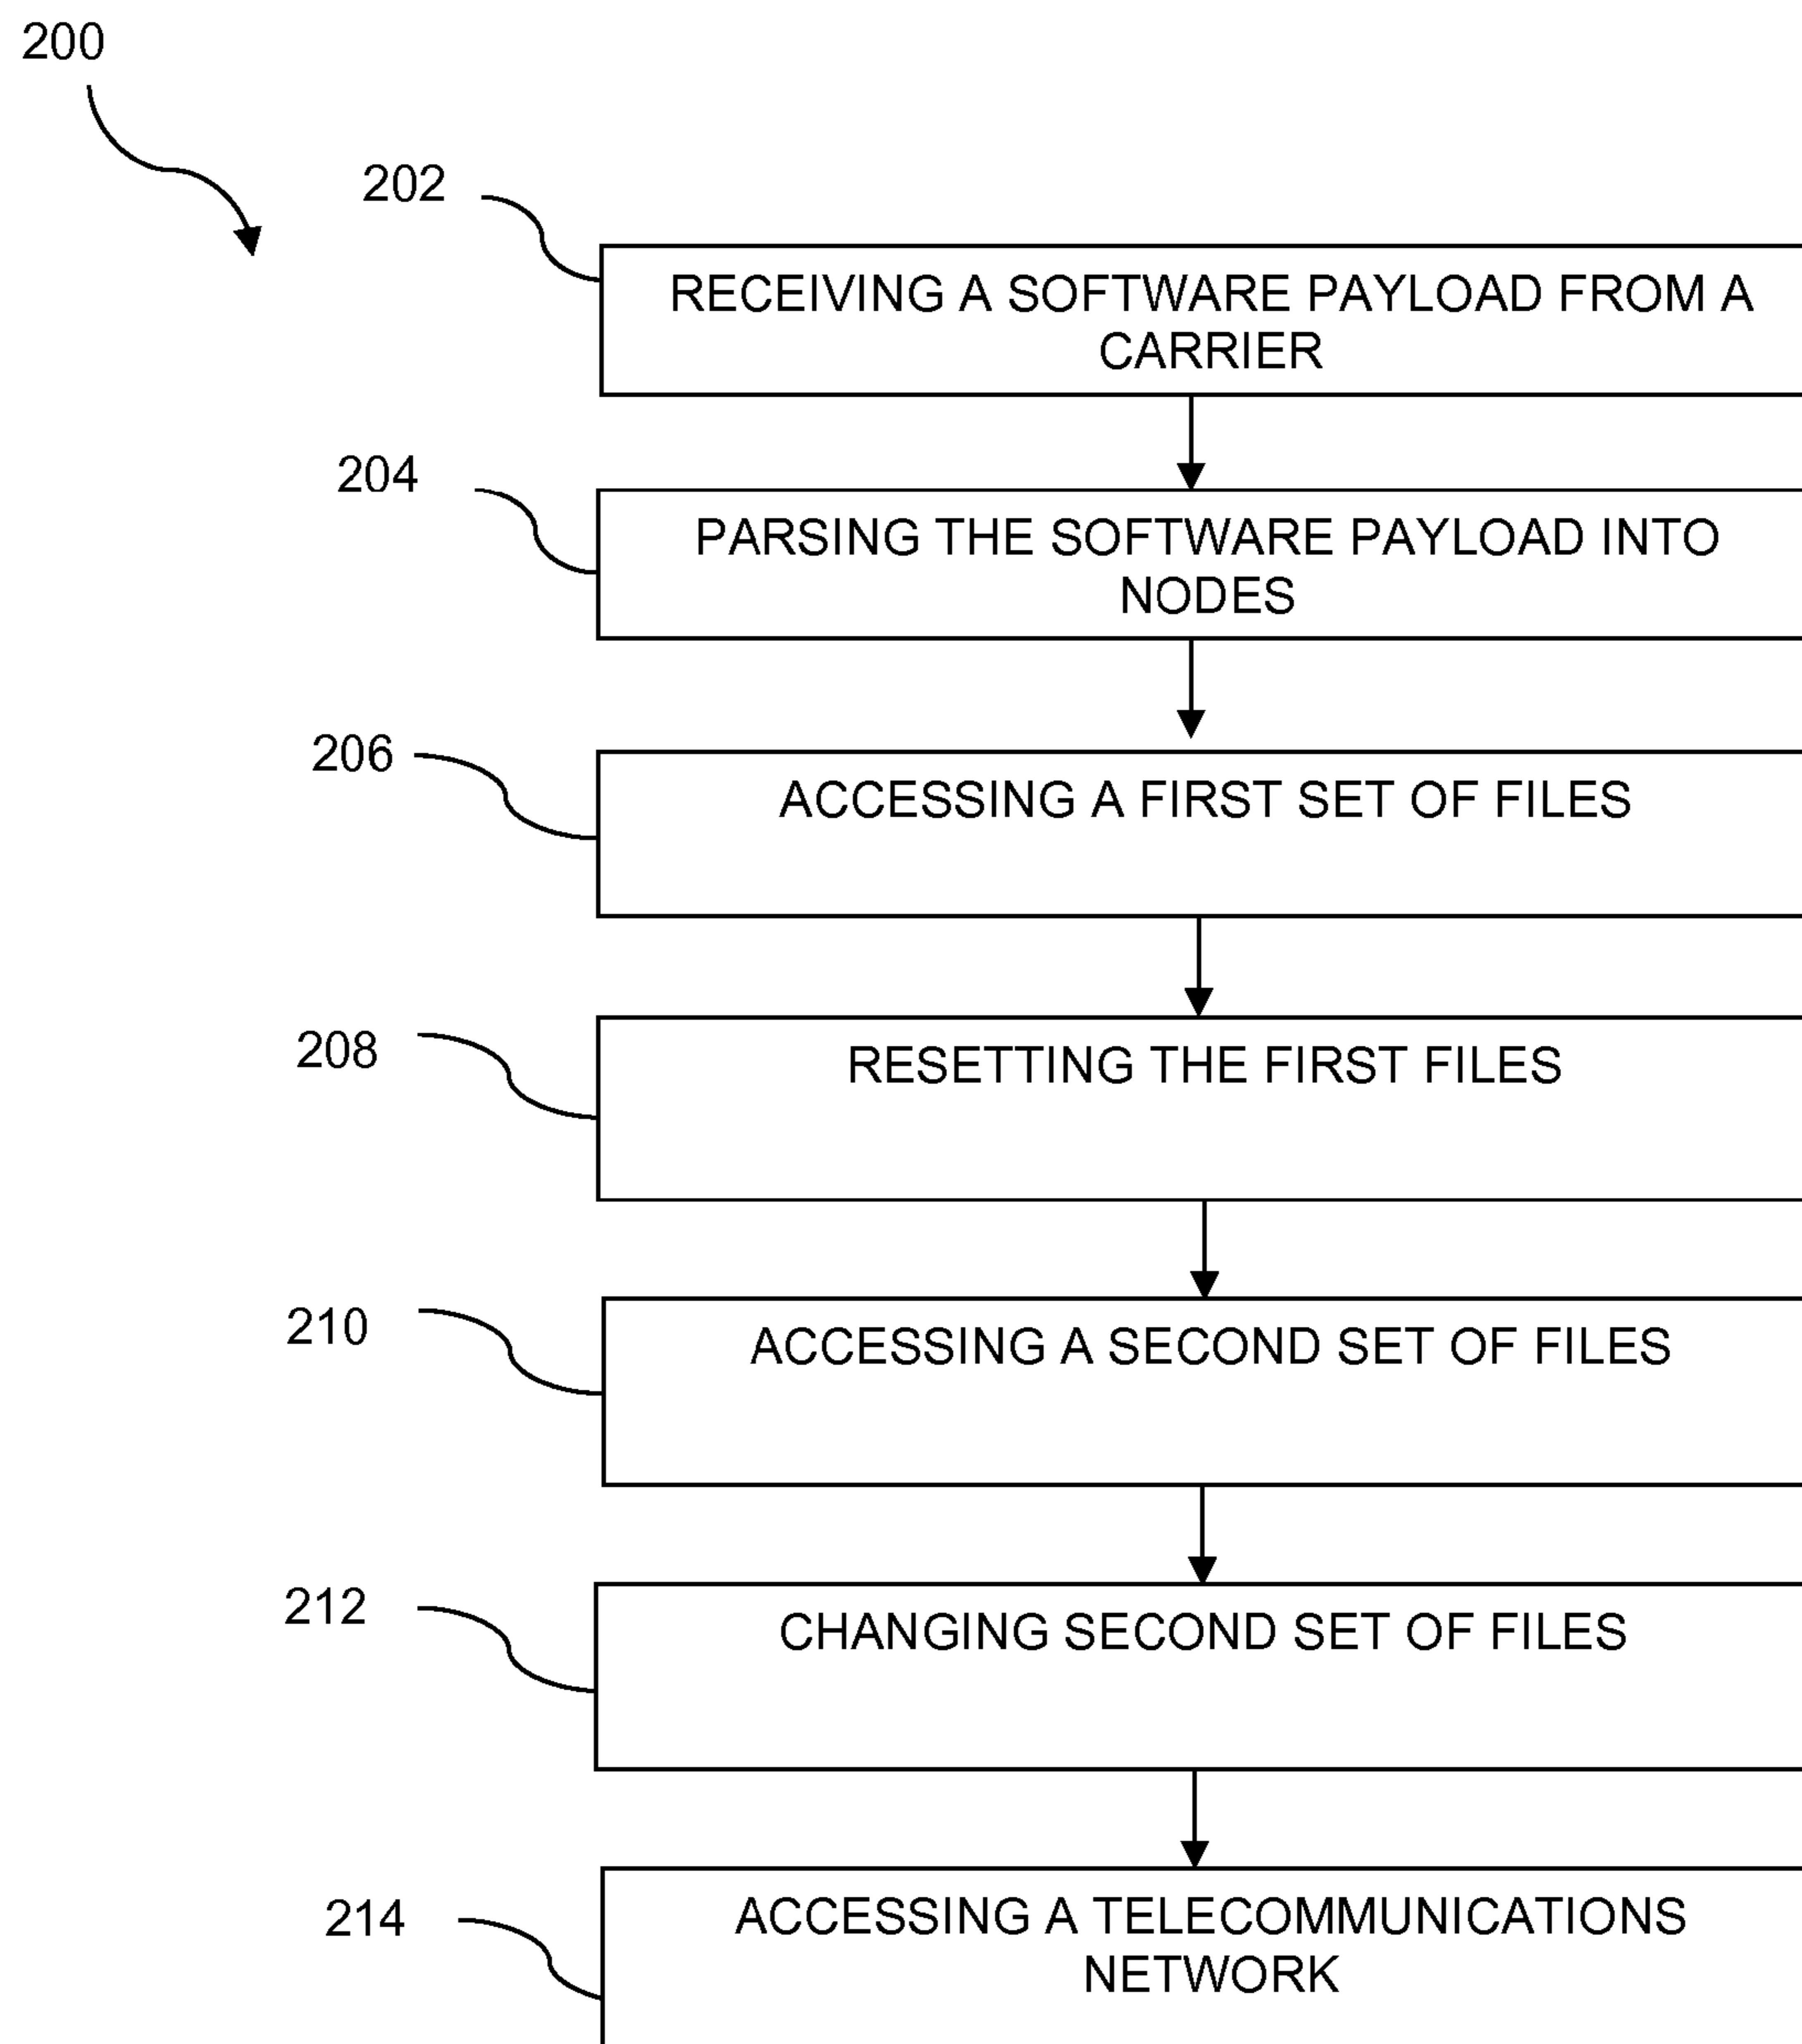 200
202
RECEIVING A SOFTWARE PAYLOAD FROM A
CARRIER
204
PARSING THE SOFTWARE PAYLOAD INTO
NODES
206
ACCESSING A FIRST SET OF FILES
208
RESETTING THE FIRST FILES
210
ACCESSING A SECOND SET OF FILES
212
CHANGING SECOND SET OF FILES
214
ACCESSING A TELECOMMUNICATIONS
NETWORK